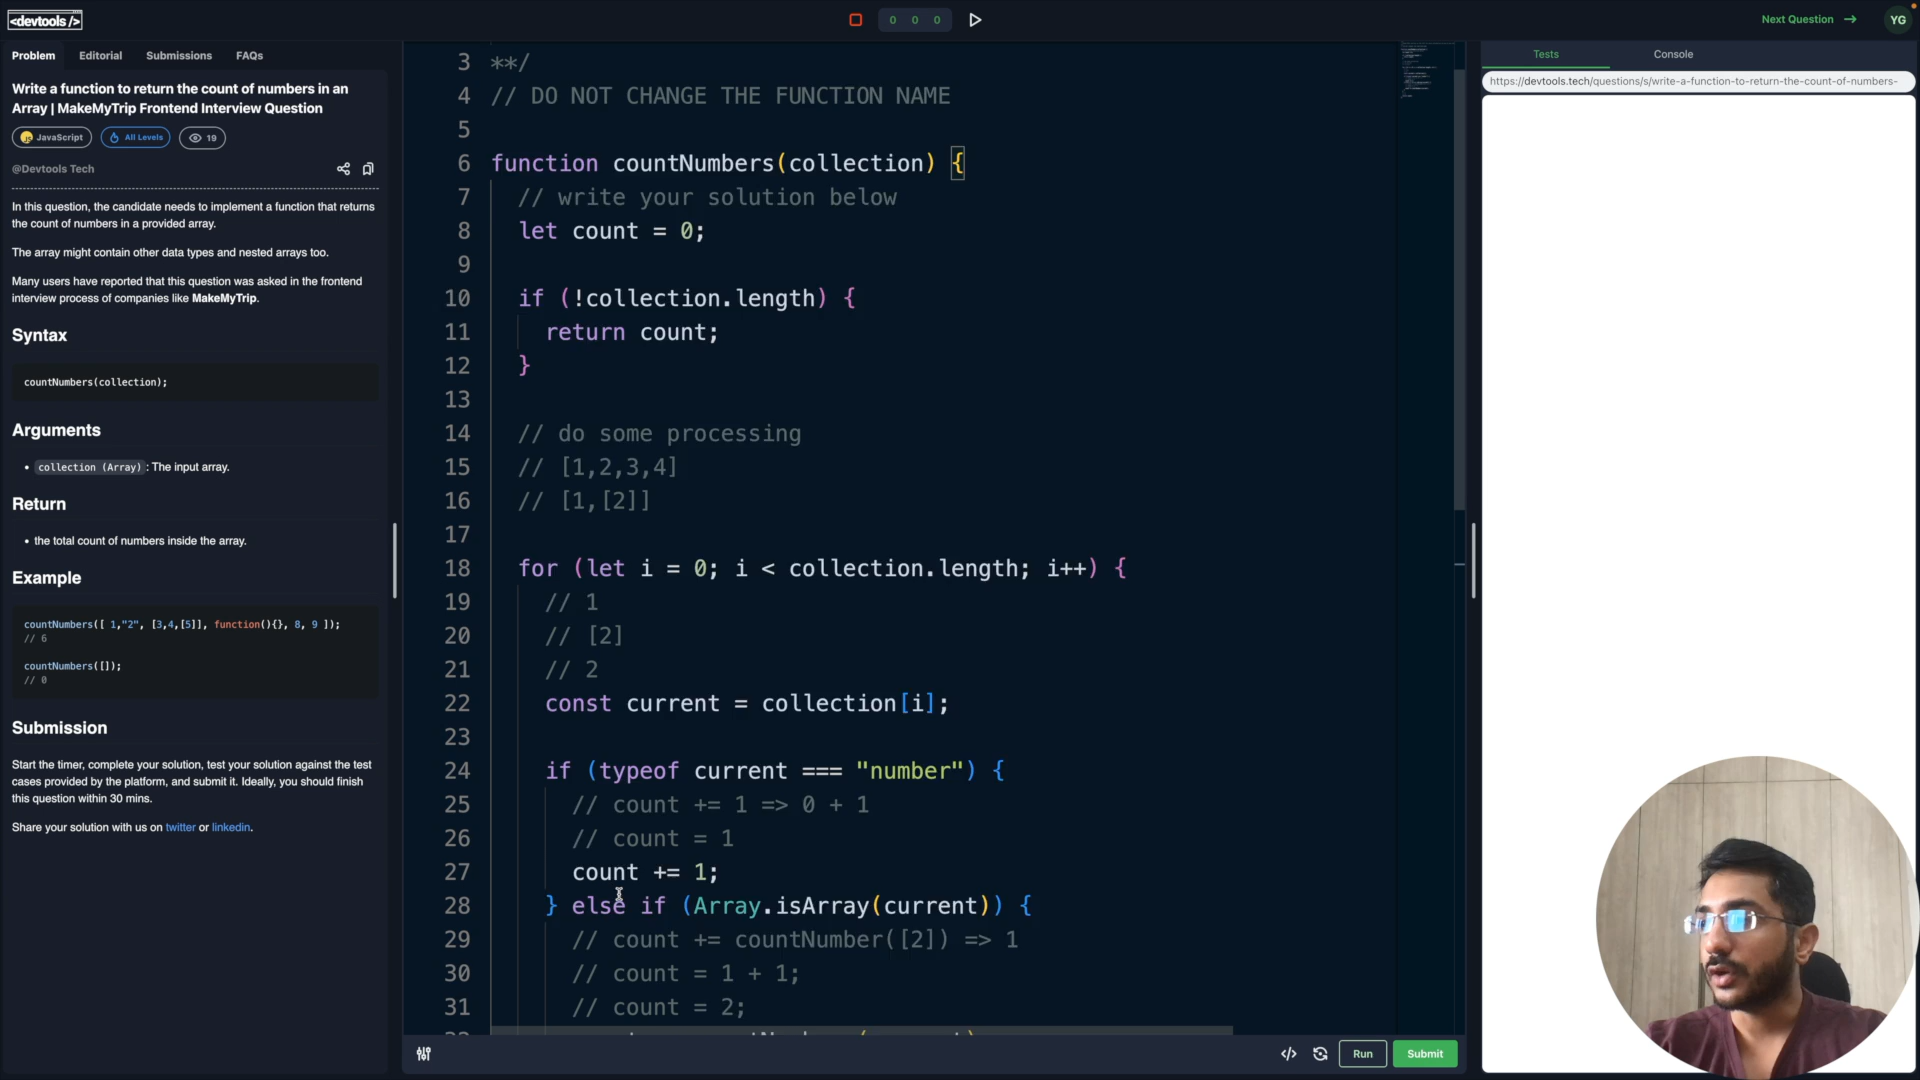 <devtools />
0 0 0
Next Question →
YG
Problem Editorial Submissions FAQs
Write a function to return the count of numbers in an
Array | MakeMyTrip Frontend Interview Question
JavaScript All Levels 19
@Devtools Tech
In this question, the candidate needs to implement a function that returns
the count of numbers in a provided array.
The array might contain other data types and nested arrays too.
Many users have reported that this question was asked in the frontend
interview process of companies like MakeMyTrip.
Syntax
countNumbers(collection);
Arguments
• collection (Array) : The input array.
Return
• the total count of numbers inside the array.
Example
countNumbers([ 1,"2", [3,4,[5]], function(){}, 8, 9 ]);
// 6
countNumbers([]);
// 0
Submission
Start the timer, complete your solution, test your solution against the test
cases provided by the platform, and submit it. Ideally, you should finish
this question within 30 mins.
Share your solution with us on twitter or linkedin.
3 **/
4 // DO NOT CHANGE THE FUNCTION NAME
5
6 function countNumbers(collection) {
7 // write your solution below
8 let count = 0;
9
10 if (!collection.length) {
11 return count;
12 }
13
14 // do some processing
15 // [1,2,3,4]
16 // [1,[2]]
17
18 for (let i = 0; i < collection.length; i++) {
19 // 1
20 // [2]
21 // 2
22 const current = collection[i];
23
24 if (typeof current === "number") {
25 // count += 1 => 0 + 1
26 // count = 1
27 count += 1;
28 } else if (Array.isArray(current)) {
29 // count += countNumber([2]) => 1
30 // count = 1 + 1;
31 // count = 2;
Run Submit
Tests Console
https://devtools.tech/questions/s/write-a-function-to-return-the-count-of-numbers-